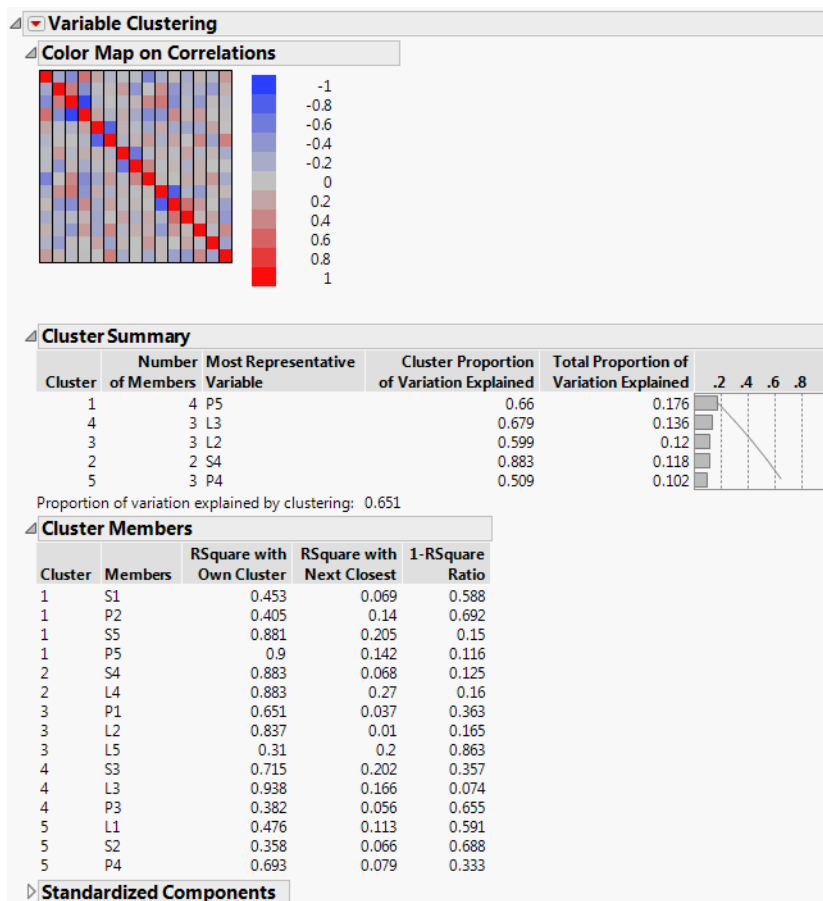 Variable Clustering
Color Map on Correlations
-1
-0.8
-0.6
-0.4
-0.2
0
0.2
0.4
0.6
0.8
1
Cluster Summary
Cluster Number of Members Most Representative Variable Cluster Proportion of Variation Explained Total Proportion of Variation Explained .2 .4 .6 .8
1 4 P5 0.66 0.176
4 3 L3 0.679 0.136
3 3 L2 0.599 0.12
2 2 S4 0.883 0.118
5 3 P4 0.509 0.102
Proportion of variation explained by clustering: 0.651
Cluster Members
Cluster Members RSquare with Own Cluster RSquare with Next Closest 1-RSquare Ratio
1 S1 0.453 0.069 0.588
1 P2 0.405 0.14 0.692
1 S5 0.881 0.205 0.15
1 P5 0.9 0.142 0.116
2 S4 0.883 0.068 0.125
2 L4 0.883 0.27 0.16
3 P1 0.651 0.037 0.363
3 L2 0.837 0.01 0.165
3 L5 0.31 0.2 0.863
4 S3 0.715 0.202 0.357
4 L3 0.938 0.166 0.074
4 P3 0.382 0.056 0.655
5 L1 0.476 0.113 0.591
5 S2 0.358 0.066 0.688
5 P4 0.693 0.079 0.333
Standardized Components